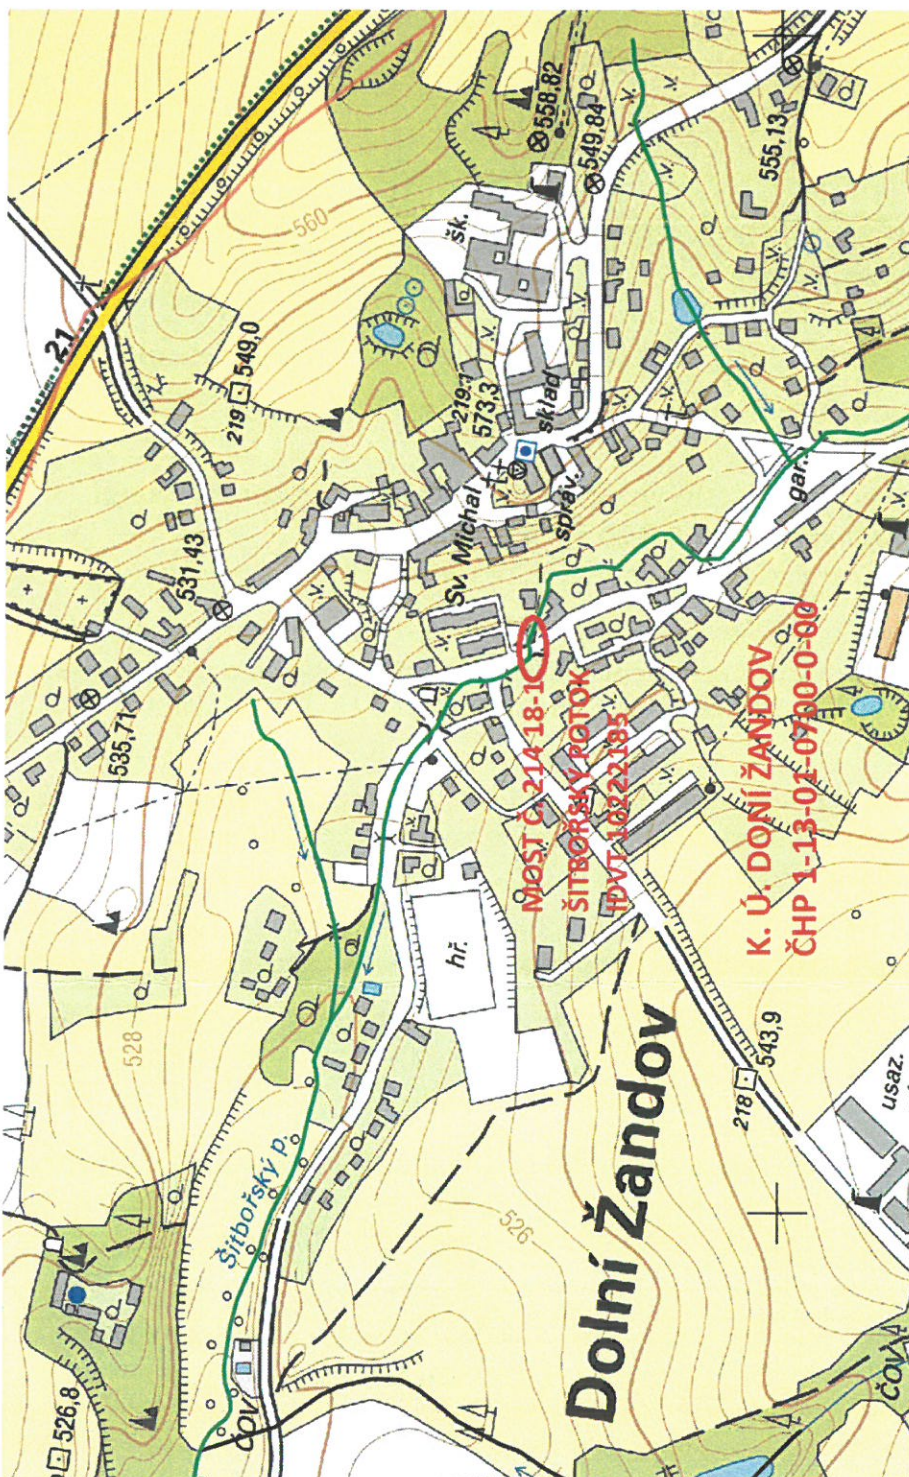 21
560
šk.
558,82
549,84
555,13
219 549,0
219.1
573,3
sklad
Sv. Michal
správ.
gar.
531,43
535,71
MOST Č. 214 18-1
ŠITBOŘSKÝ POTOK
IDVT 10222185
K. Ú. DONÍ ŽANDOV
ČHP 1-13-01-0700-0-00
hř.
528
Šitbořský p.
526
Dolní Žandov
218 543,9
usaz.
ČOV
526,8
ČOV